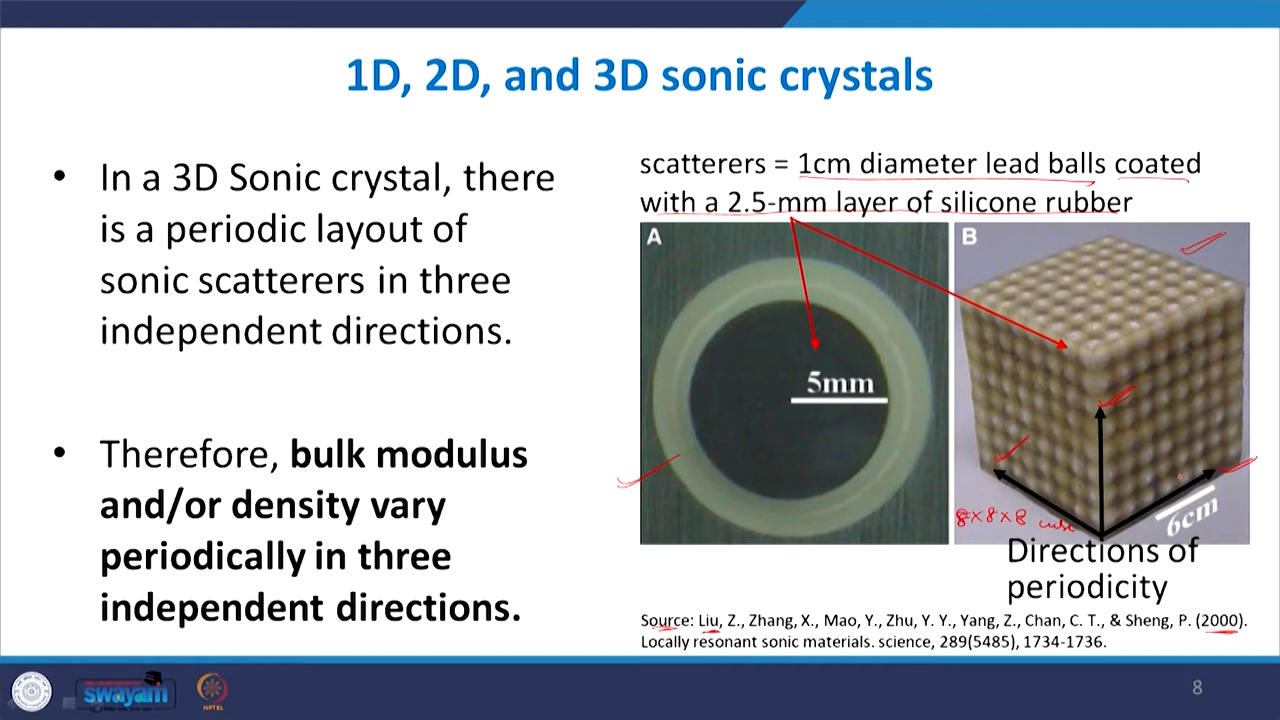 1D, 2D, and 3D sonic crystals
• In a 3D Sonic crystal, there
is a periodic layout of
sonic scatterers in three
independent directions.
• Therefore, bulk modulus
and/or density vary
periodically in three
independent directions.
scatterers = 1cm diameter lead balls coated
with a 2.5-mm layer of silicone rubber
A
5mm
B
6cm
8×8×8 cube
Directions of
periodicity
Source: Liu, Z., Zhang, X., Mao, Y., Zhu, Y. Y., Yang, Z., Chan, C. T., & Sheng, P. (2000).
Locally resonant sonic materials. science, 289(5485), 1734-1736.
swayam
NPTEL
8